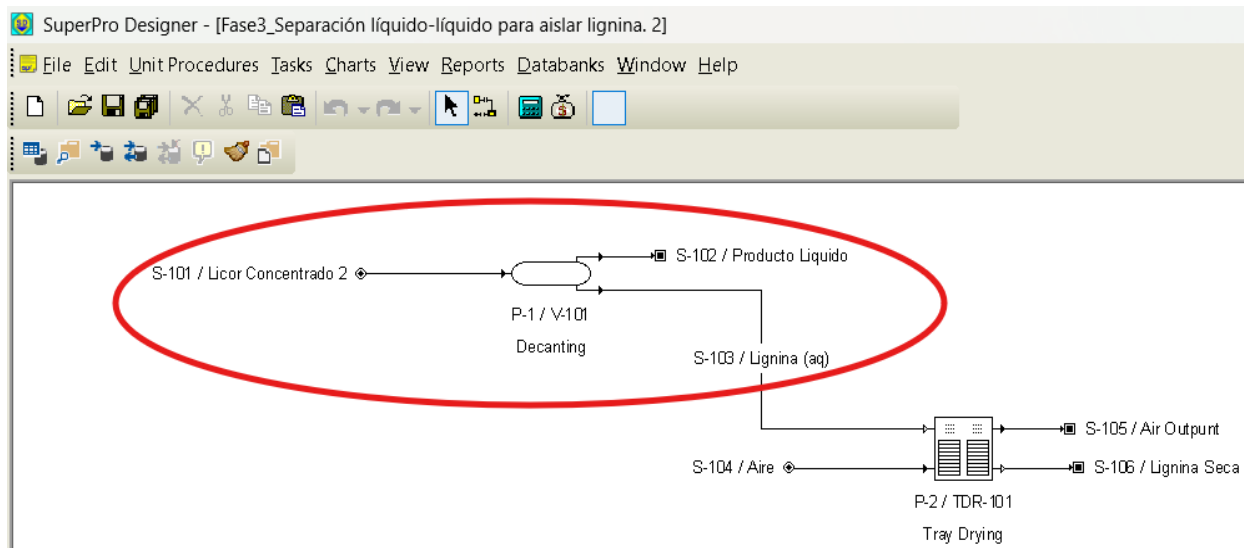 SuperPro Designer - [Fase3_Separación líquido-líquido para aislar lignina. 2]
File Edit Unit Procedures Tasks Charts View Reports Databanks Window Help
S-102 / Producto Liquido
S-101 / Licor Concentrado 2
P-1 / V-101
Decanting
S-103 / Lignina (aq)
S-105 / Air Outpunt
S-104 / Aire
S-106 / Lignina Seca
P-2 / TDR-101
Tray Drying